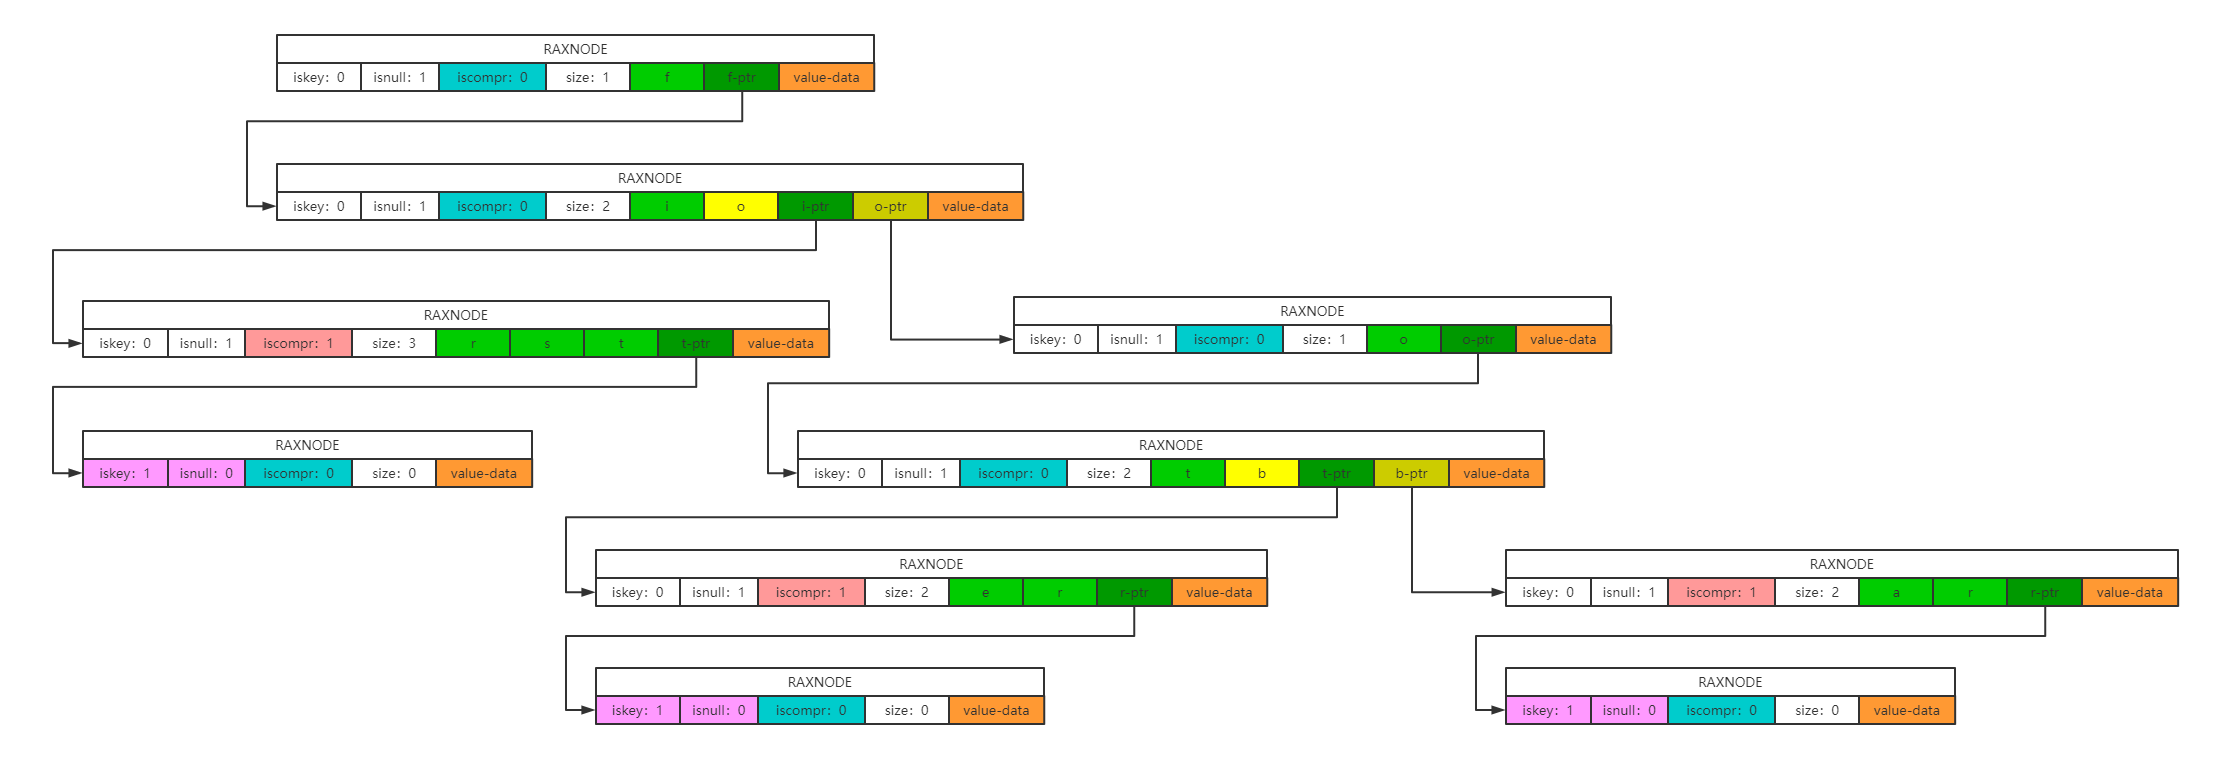 RAXNODE
iskey: 0 isnull: 1 iscompr: 0 size: 1 f f-ptr value-data
RAXNODE
iskey: 0 isnull: 1 iscompr: 0 size: 2 i o i-ptr o-ptr value-data
RAXNODE
iskey: 0 isnull: 1 iscompr: 1 size: 3 r s t t-ptr value-data
RAXNODE
iskey: 0 isnull: 1 iscompr: 0 size: 1 o o-ptr value-data
RAXNODE
iskey: 1 isnull: 0 iscompr: 0 size: 0 value-data
RAXNODE
iskey: 0 isnull: 1 iscompr: 0 size: 2 t b t-ptr b-ptr value-data
RAXNODE
iskey: 0 isnull: 1 iscompr: 1 size: 2 e r r-ptr value-data
RAXNODE
iskey: 0 isnull: 1 iscompr: 1 size: 2 a r r-ptr value-data
RAXNODE
iskey: 1 isnull: 0 iscompr: 0 size: 0 value-data
RAXNODE
iskey: 1 isnull: 0 iscompr: 0 size: 0 value-data